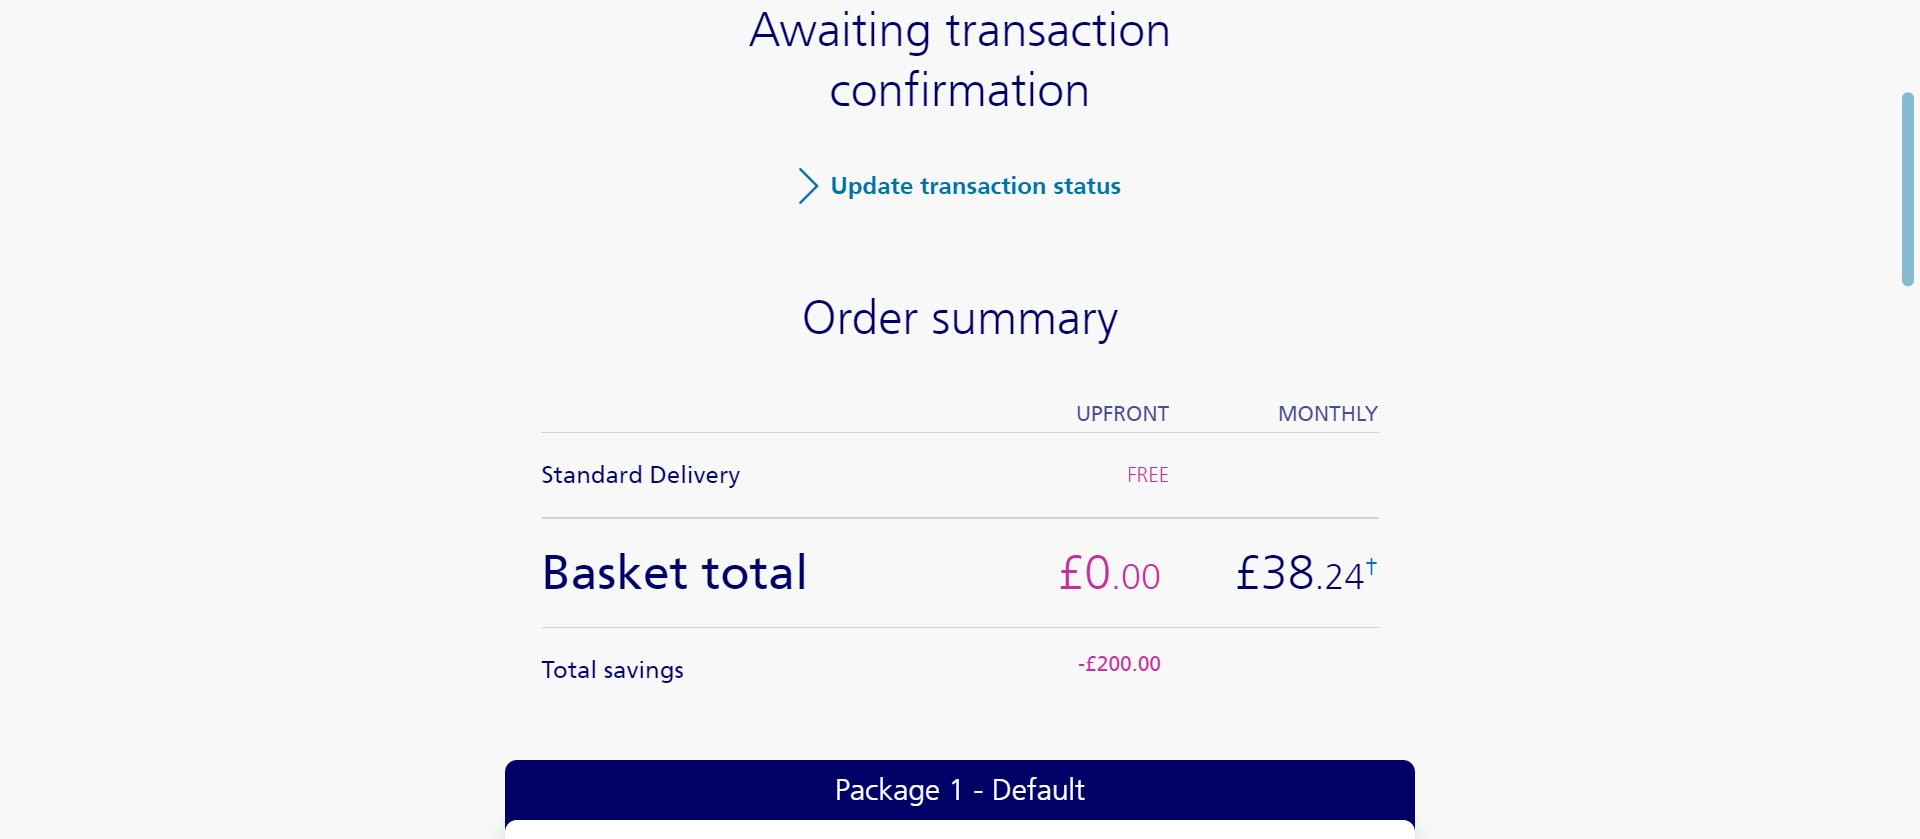 Awaiting transaction
confirmation
Update transaction status
Order summary
UPFRONT MONTHLY
Standard Delivery FREE
Basket total £0.00 £38.24†
Total savings -£200.00
Package 1 - Default